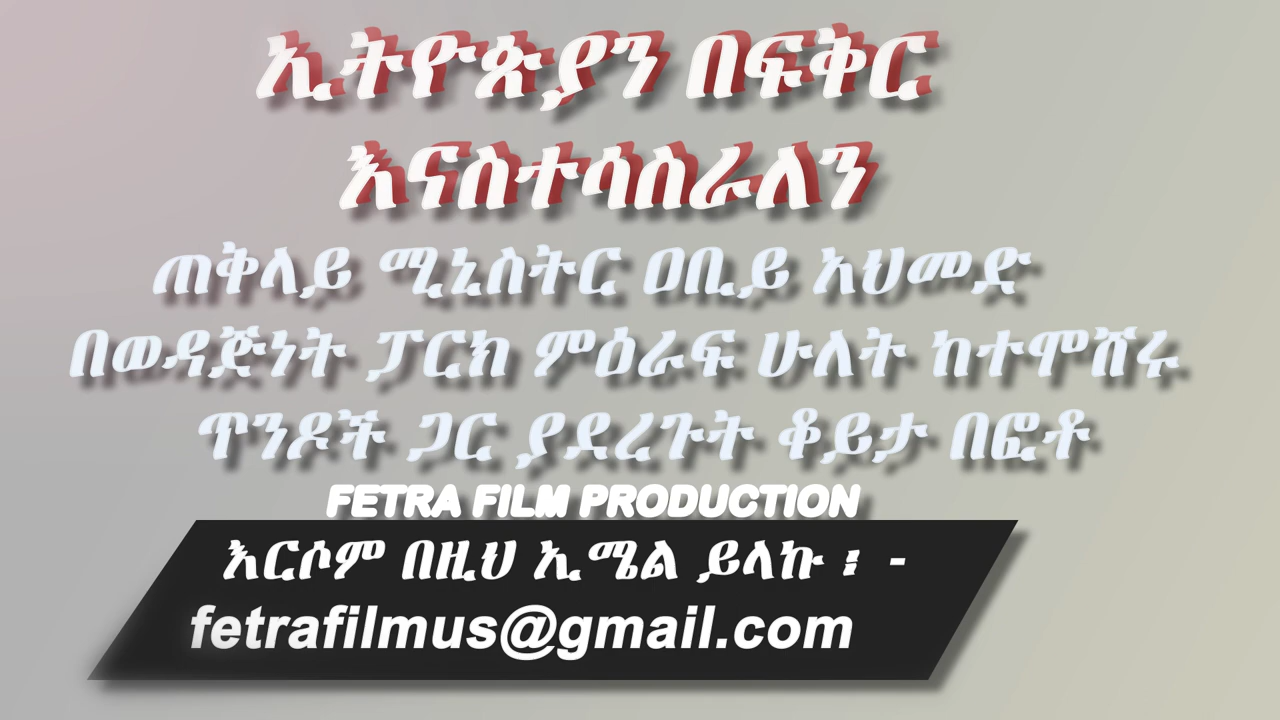 ኢትዮጵያን በፍቅር
እናስተሳስራለን
ጠቅላይ ሚኒስትር ዐቢይ አህመድ
በወዳጅነት ፓርክ ምዕራፍ ሁለት ከተሞሸሩ
ጥንዶች ጋር ያደረጉት ቆይታ በፎቶ
FETRA FILM PRODUCTION
እርሶም በዚህ ኢሜል ይላኩ ፥ -
fetrafilmus@gmail.com